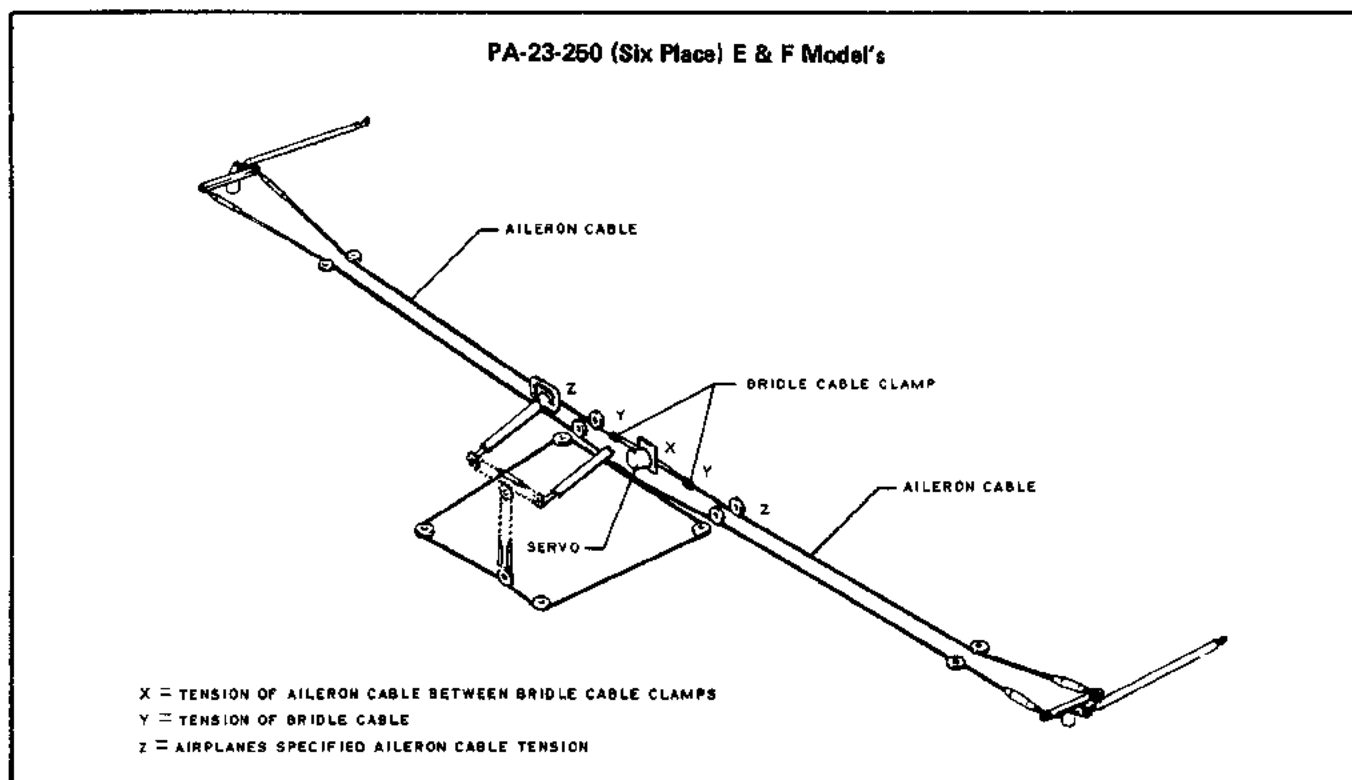 PA-23-250 (Six Place) E & F Model's
AILERON CABLE
Z
BRIDLE CABLE CLAMP
Y
X
Y
AILERON CABLE
Z
SERVO
X = TENSION OF AILERON CABLE BETWEEN BRIDLE CABLE CLAMPS
Y = TENSION OF BRIDLE CABLE
Z = AIRPLANES SPECIFIED AILERON CABLE TENSION